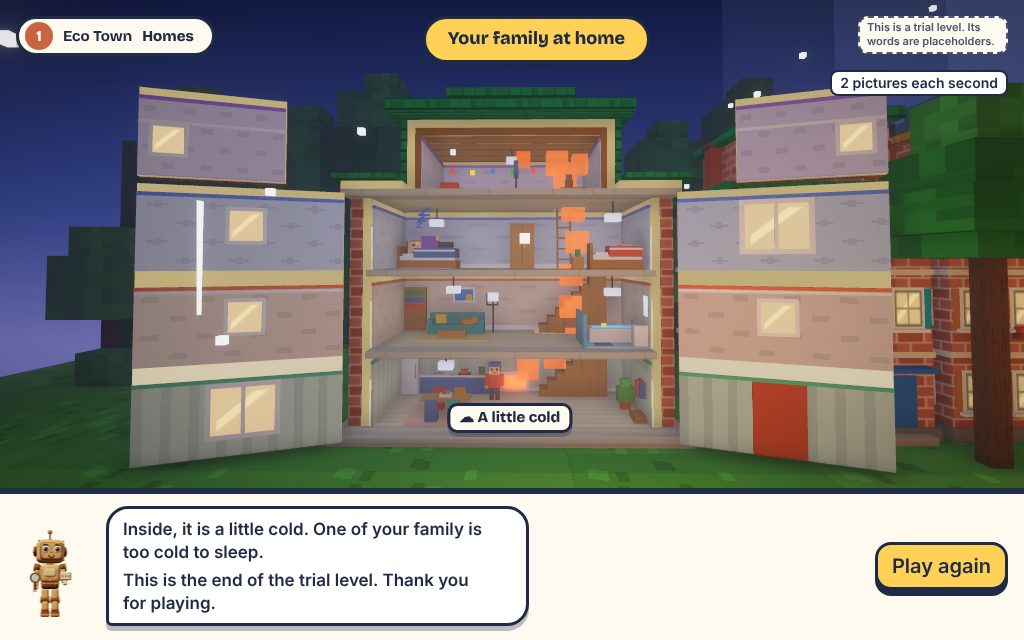 1 Eco Town Homes
Your family at home
This is a trial level. Its
words are placeholders.
2 pictures each second
A little cold
Inside, it is a little cold. One of your family is
too cold to sleep.
This is the end of the trial level. Thank you
for playing.
Play again